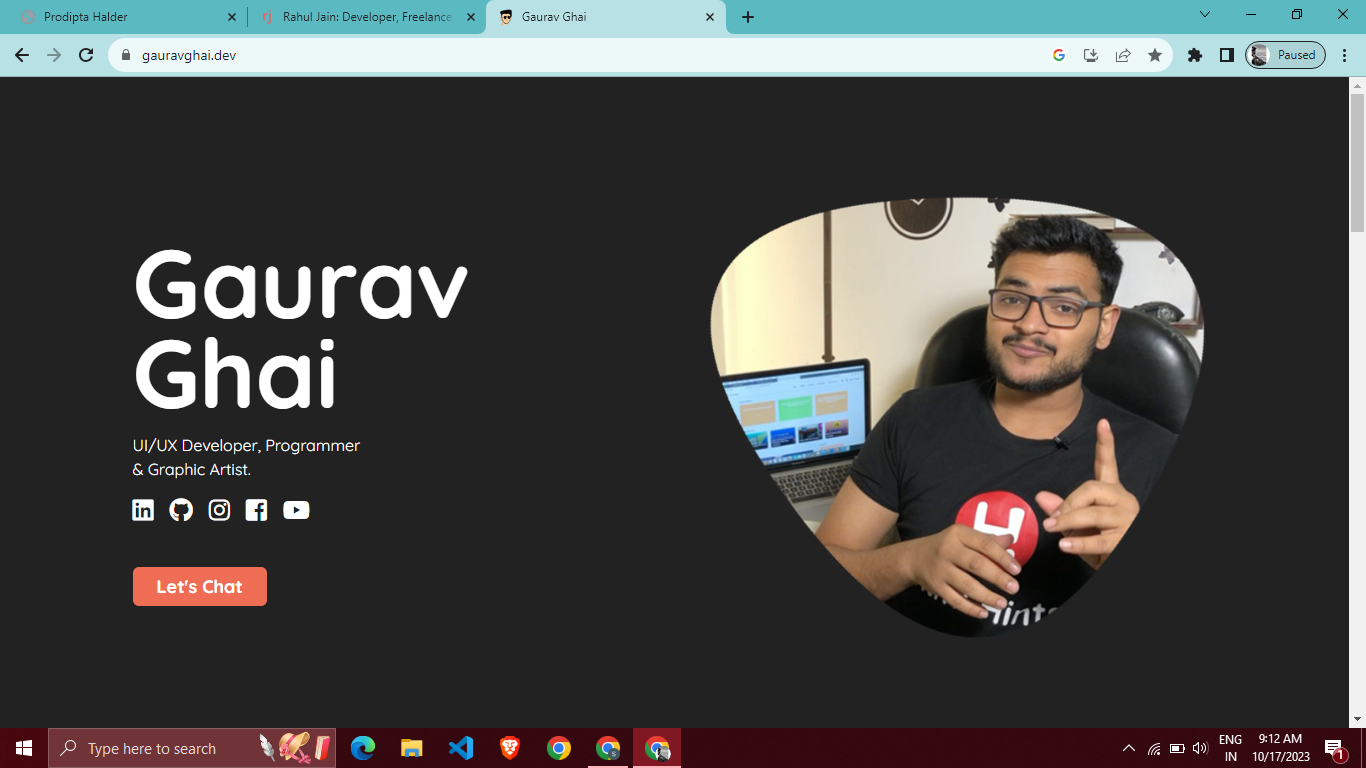 Prodipta Halder
Rahul Jain: Developer, Freelance
Gaurav Ghai
gauravghai.dev
Paused
Gaurav
Ghai
UI/UX Developer, Programmer
& Graphic Artist.
Let's Chat
Type here to search
ENG
IN
9:12 AM
10/17/2023
1